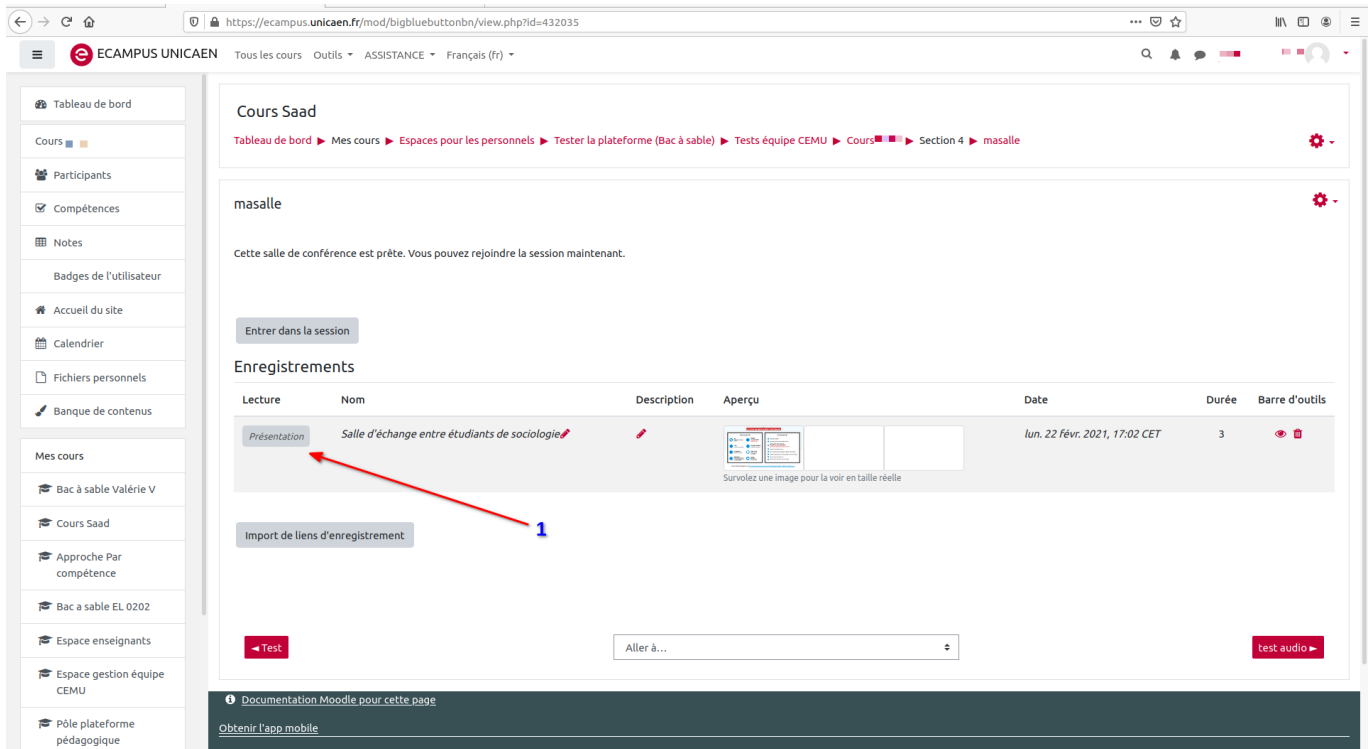 https://ecampus.unicaen.fr/mod/bigbluebuttonbn/view.php?id=432035
ECAMPUS UNICAEN Tous les cours Outils ASSISTANCE Français (fr)
Tableau de bord
Cours
Participants
Compétences
Notes
Badges de l'utilisateur
Accueil du site
Calendrier
Fichiers personnels
Banque de contenus
Mes cours
Bac à sable Valérie V
Cours Saad
Approche Par
compétence
Bac a sable EL 0202
Espace enseignants
Espace gestion équipe
CEMU
Pôle plateforme
pédagogique
Cours Saad
Tableau de bord ► Mes cours ► Espaces pour les personnels ► Tester la plateforme (Bac à sable) ► Tests équipe CEMU ► Cours ► Section 4 ► masalle
masalle
Cette salle de conférence est prête. Vous pouvez rejoindre la session maintenant.
Entrer dans la session
Enregistrements
Lecture Nom Description Aperçu Date Durée Barre d'outils
Présentation Salle d'échange entre étudiants de sociologie lun. 22 févr. 2021, 17:02 CET 3
Survolez une image pour la voir en taille réelle
1
Import de liens d'enregistrement
◄ Test Aller à... test audio ►
Documentation Moodle pour cette page
Obtenir l'app mobile